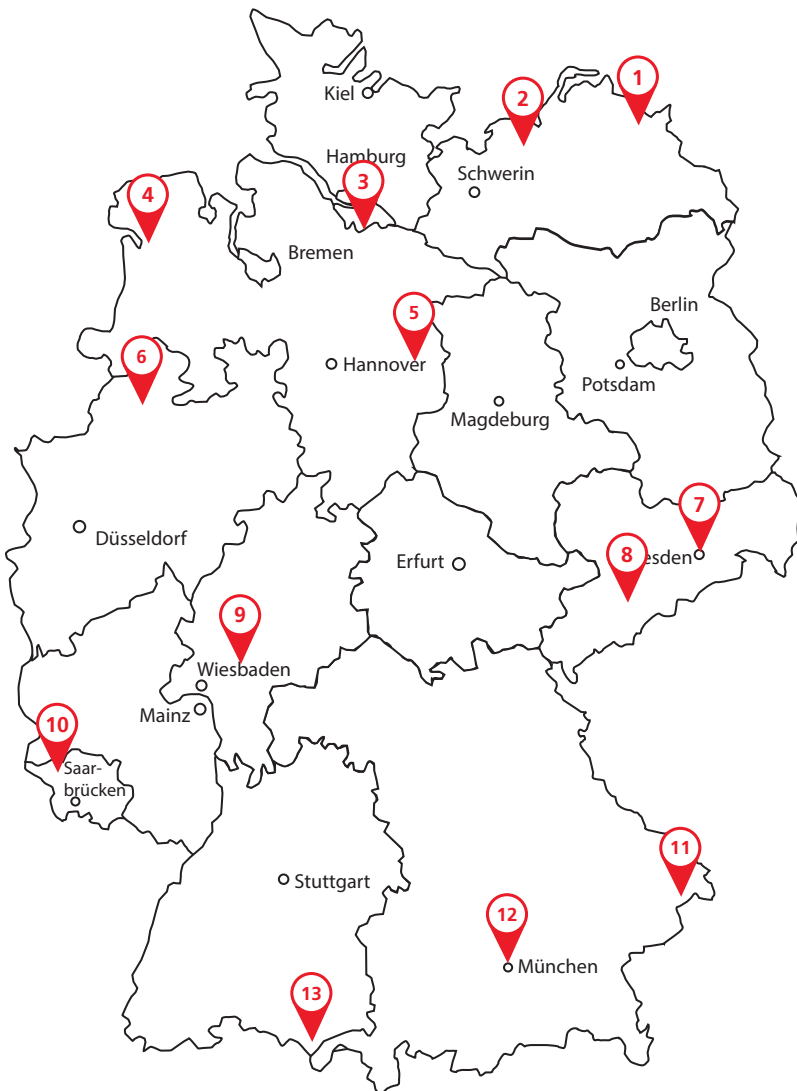 1
2
Kiel
Hamburg
3
Schwerin
4
Bremen
5
Berlin
6
Hannover
Potsdam
Magdeburg
7
Düsseldorf
8
esden
Erfurt
9
Wiesbaden
Mainz
10
Saar-
brücken
11
Stuttgart
12
München
13